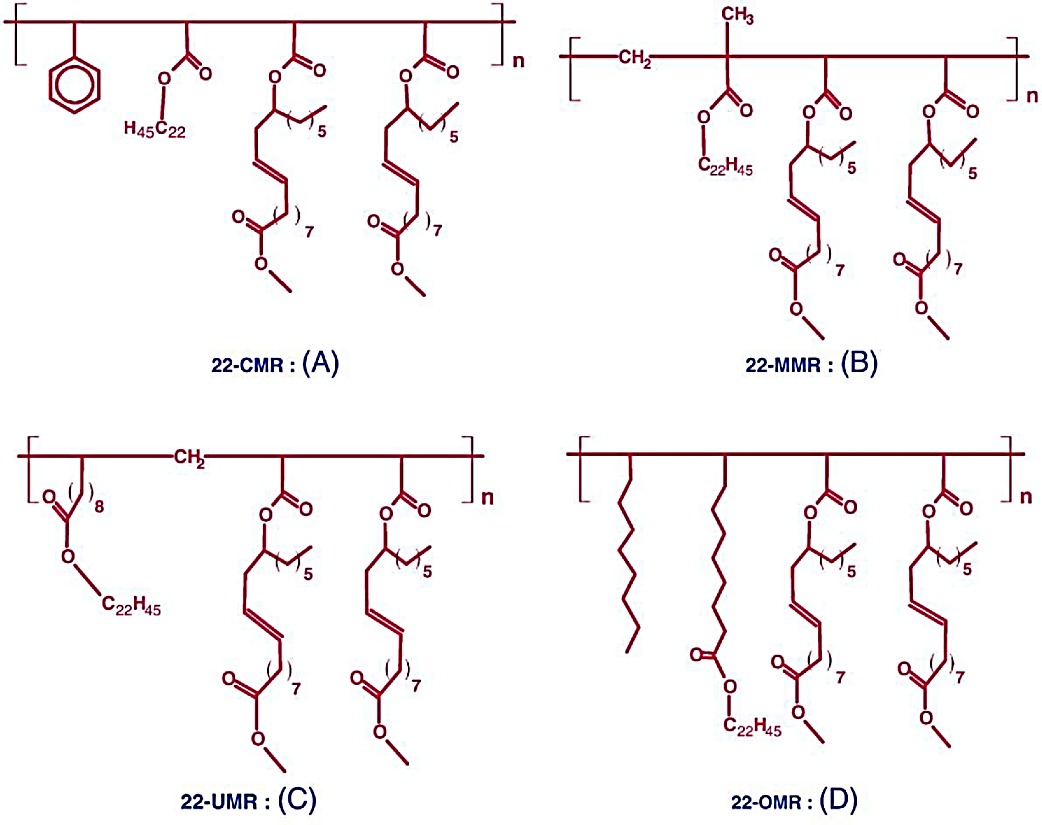 n
O
O
O
O
O
O
H45C22
( )5
( )5
O
( )7
O
( )7
O
O
22-CMR : (A)
CH3
CH2
n
O
O
O
O
O
O
C22H45
( )5
( )5
O
( )7
O
( )7
O
O
22-MMR : (B)
CH2
n
( )8
O
O
O
O
O
O
C22H45
( )5
( )5
O
( )7
O
( )7
O
O
22-UMR : (C)
n
O
O
O
O
( )5
( )5
O
O
C22H45
O
( )7
O
( )7
O
O
22-OMR : (D)